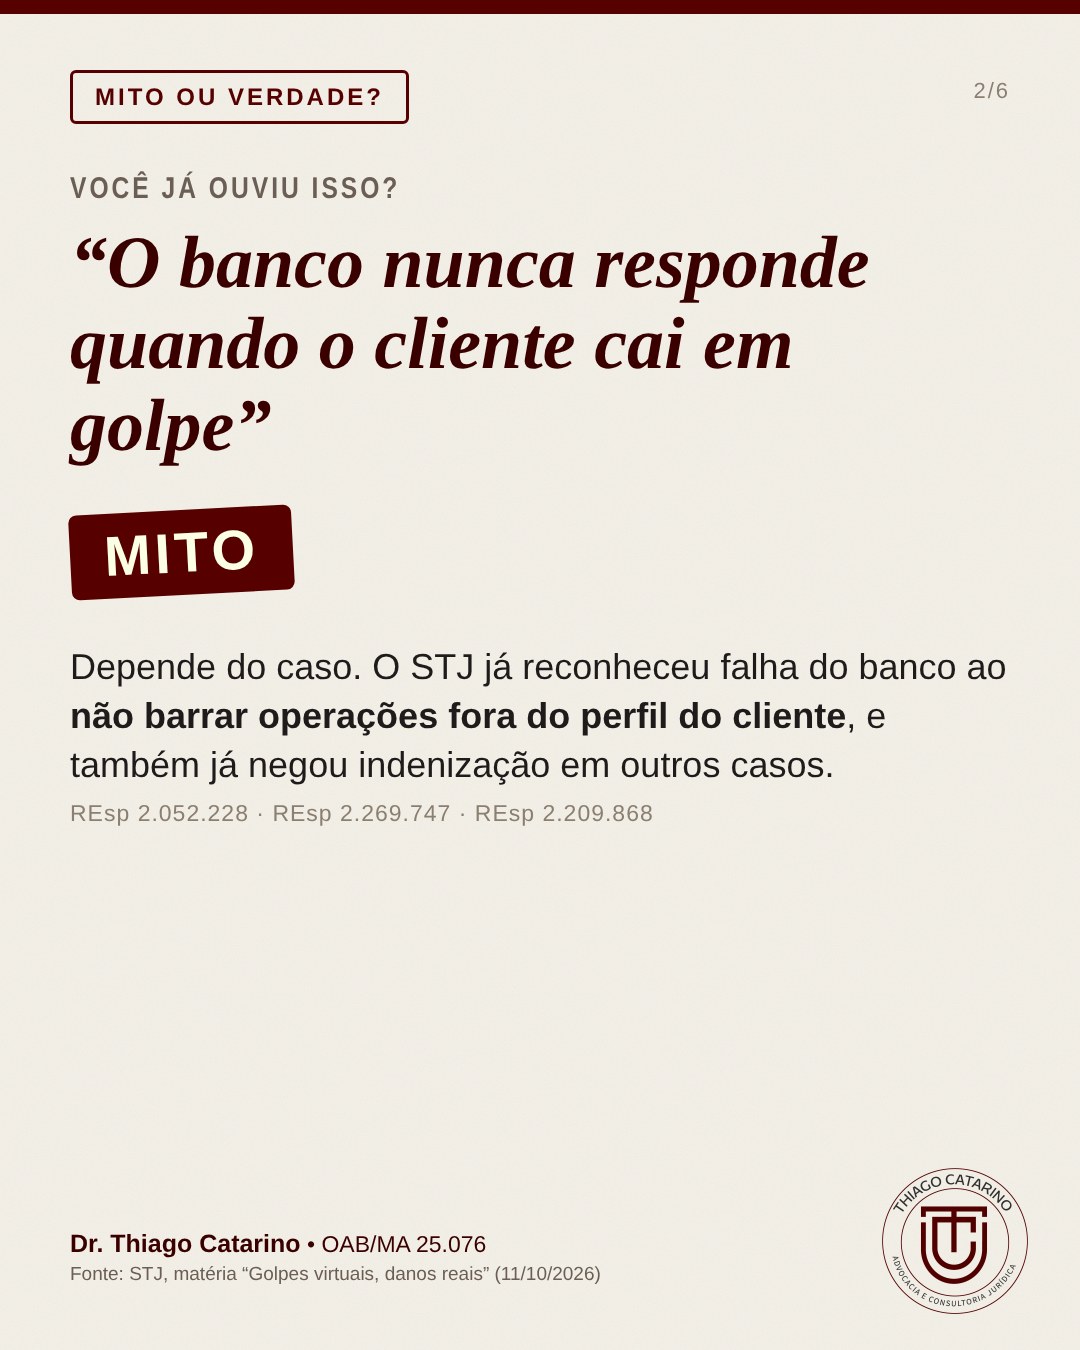 MITO OU VERDADE?
2/6
VOCÊ JÁ OUVIU ISSO?
“O banco nunca responde
quando o cliente cai em
golpe”
MITO
Depende do caso. O STJ já reconheceu falha do banco ao
não barrar operações fora do perfil do cliente, e
também já negou indenização em outros casos.
REsp 2.052.228 · REsp 2.269.747 · REsp 2.209.868
Dr. Thiago Catarino • OAB/MA 25.076
Fonte: STJ, matéria “Golpes virtuais, danos reais” (11/10/2026)
THIAGO CATARINO
TC
ADVOCACIA E CONSULTORIA JURÍDICA